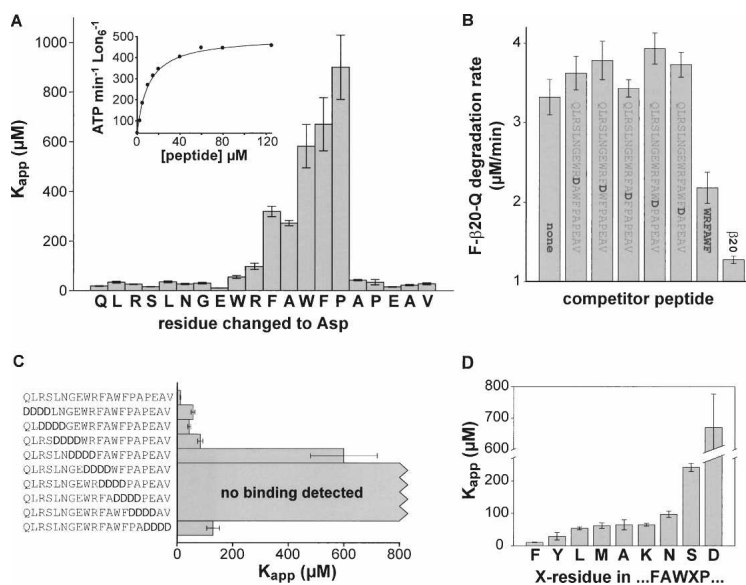 A
Kapp (µM)
1000
800
600
400
200
0
ATP min-1 Lon6-1
500
400
300
200
100
0 40 80 120
[peptide] µM
Q L R S L N G E W R F A W F P A P E A V
residue changed to Asp
B
F-β20-Q degradation rate
(µM/min)
4
3
2
1
none
QLRSLNGEWRDAWFPAPEAV
QLRSLNGEWRFDWFPAPEAV
QLRSLNGEWRFADFPAPEAV
QLRSLNGEWRFAWDPAPEAV
QLRSLNGEWRFAWFDAPEAV
WRFAWF
β20
competitor peptide
C
QLRSLNGEWRFAWFPAPEAV
DDDDLNGEWRFAWFPAPEAV
QLDDDDGEWRFAWFPAPEAV
QLRSDDDDWRFAWFPAPEAV
QLRSLNDDDDFAWFPAPEAV
QLRSLNGEDDDDWFPAPEAV
QLRSLNGEWRDDDDPAPEAV
QLRSLNGEWRFADDDDPEAV
QLRSLNGEWRFAWFDDDDAV
QLRSLNGEWRFAWFPADDDD
no binding detected
0 200 400 600 800
Kapp (µM)
D
Kapp (µM)
800
700
600
200
100
0
F Y L M A K N S D
X-residue in ...FAWXP...